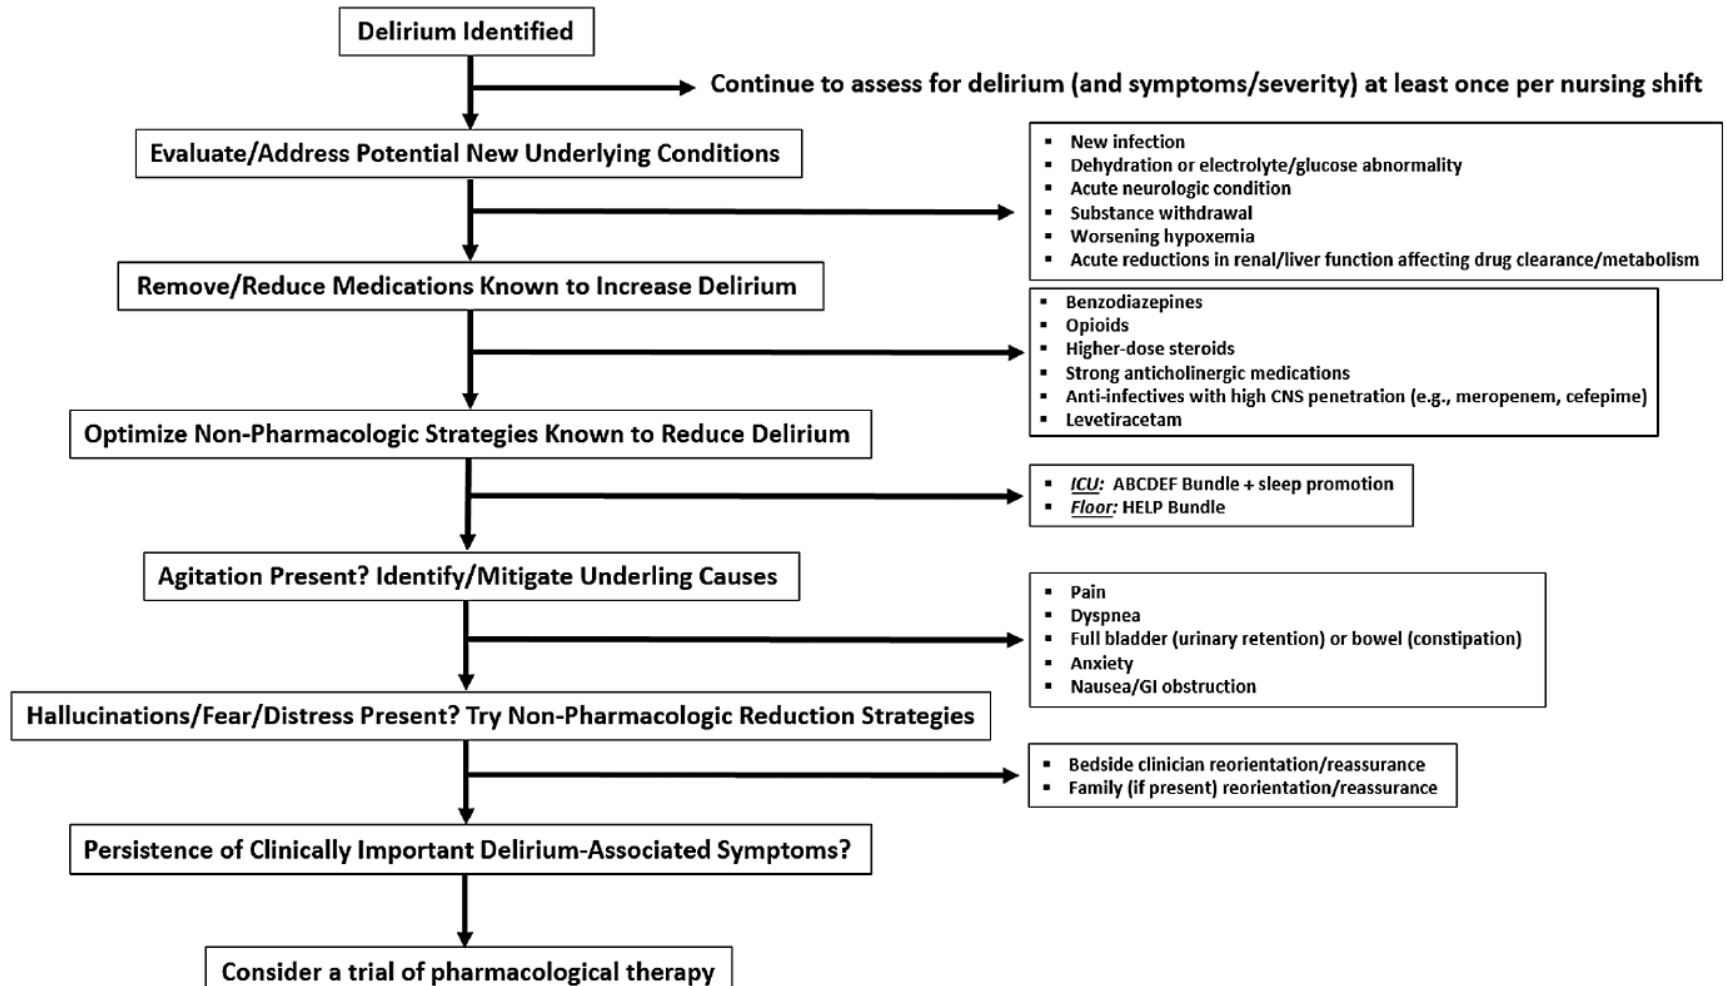 Delirium Identified
Continue to assess for delirium (and symptoms/severity) at least once per nursing shift
Evaluate/Address Potential New Underlying Conditions
▪ New infection
▪ Dehydration or electrolyte/glucose abnormality
▪ Acute neurologic condition
▪ Substance withdrawal
▪ Worsening hypoxemia
▪ Acute reductions in renal/liver function affecting drug clearance/metabolism
Remove/Reduce Medications Known to Increase Delirium
▪ Benzodiazepines
▪ Opioids
▪ Higher-dose steroids
▪ Strong anticholinergic medications
▪ Anti-infectives with high CNS penetration (e.g., meropenem, cefepime)
▪ Levetiracetam
Optimize Non-Pharmacologic Strategies Known to Reduce Delirium
▪ ICU: ABCDEF Bundle + sleep promotion
▪ Floor: HELP Bundle
Agitation Present? Identify/Mitigate Underling Causes
▪ Pain
▪ Dyspnea
▪ Full bladder (urinary retention) or bowel (constipation)
▪ Anxiety
▪ Nausea/GI obstruction
Hallucinations/Fear/Distress Present? Try Non-Pharmacologic Reduction Strategies
▪ Bedside clinician reorientation/reassurance
▪ Family (if present) reorientation/reassurance
Persistence of Clinically Important Delirium-Associated Symptoms?
Consider a trial of pharmacological therapy